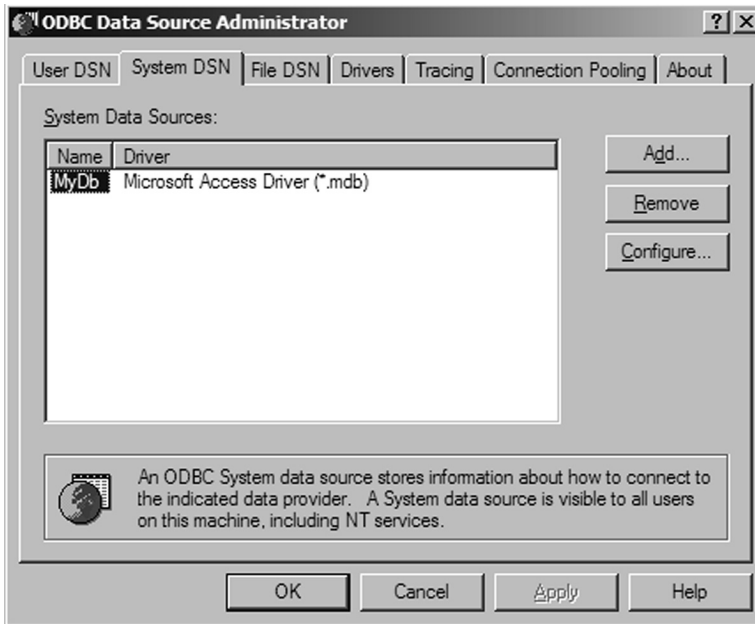 ODBC Data Source Administrator
User DSN System DSN File DSN Drivers Tracing Connection Pooling About
System Data Sources:
Name Driver
MyDb Microsoft Access Driver (*.mdb)
Add...
Remove
Configure...
An ODBC System data source stores information about how to connect to
the indicated data provider. A System data source is visible to all users
on this machine, including NT services.
OK Cancel Apply Help